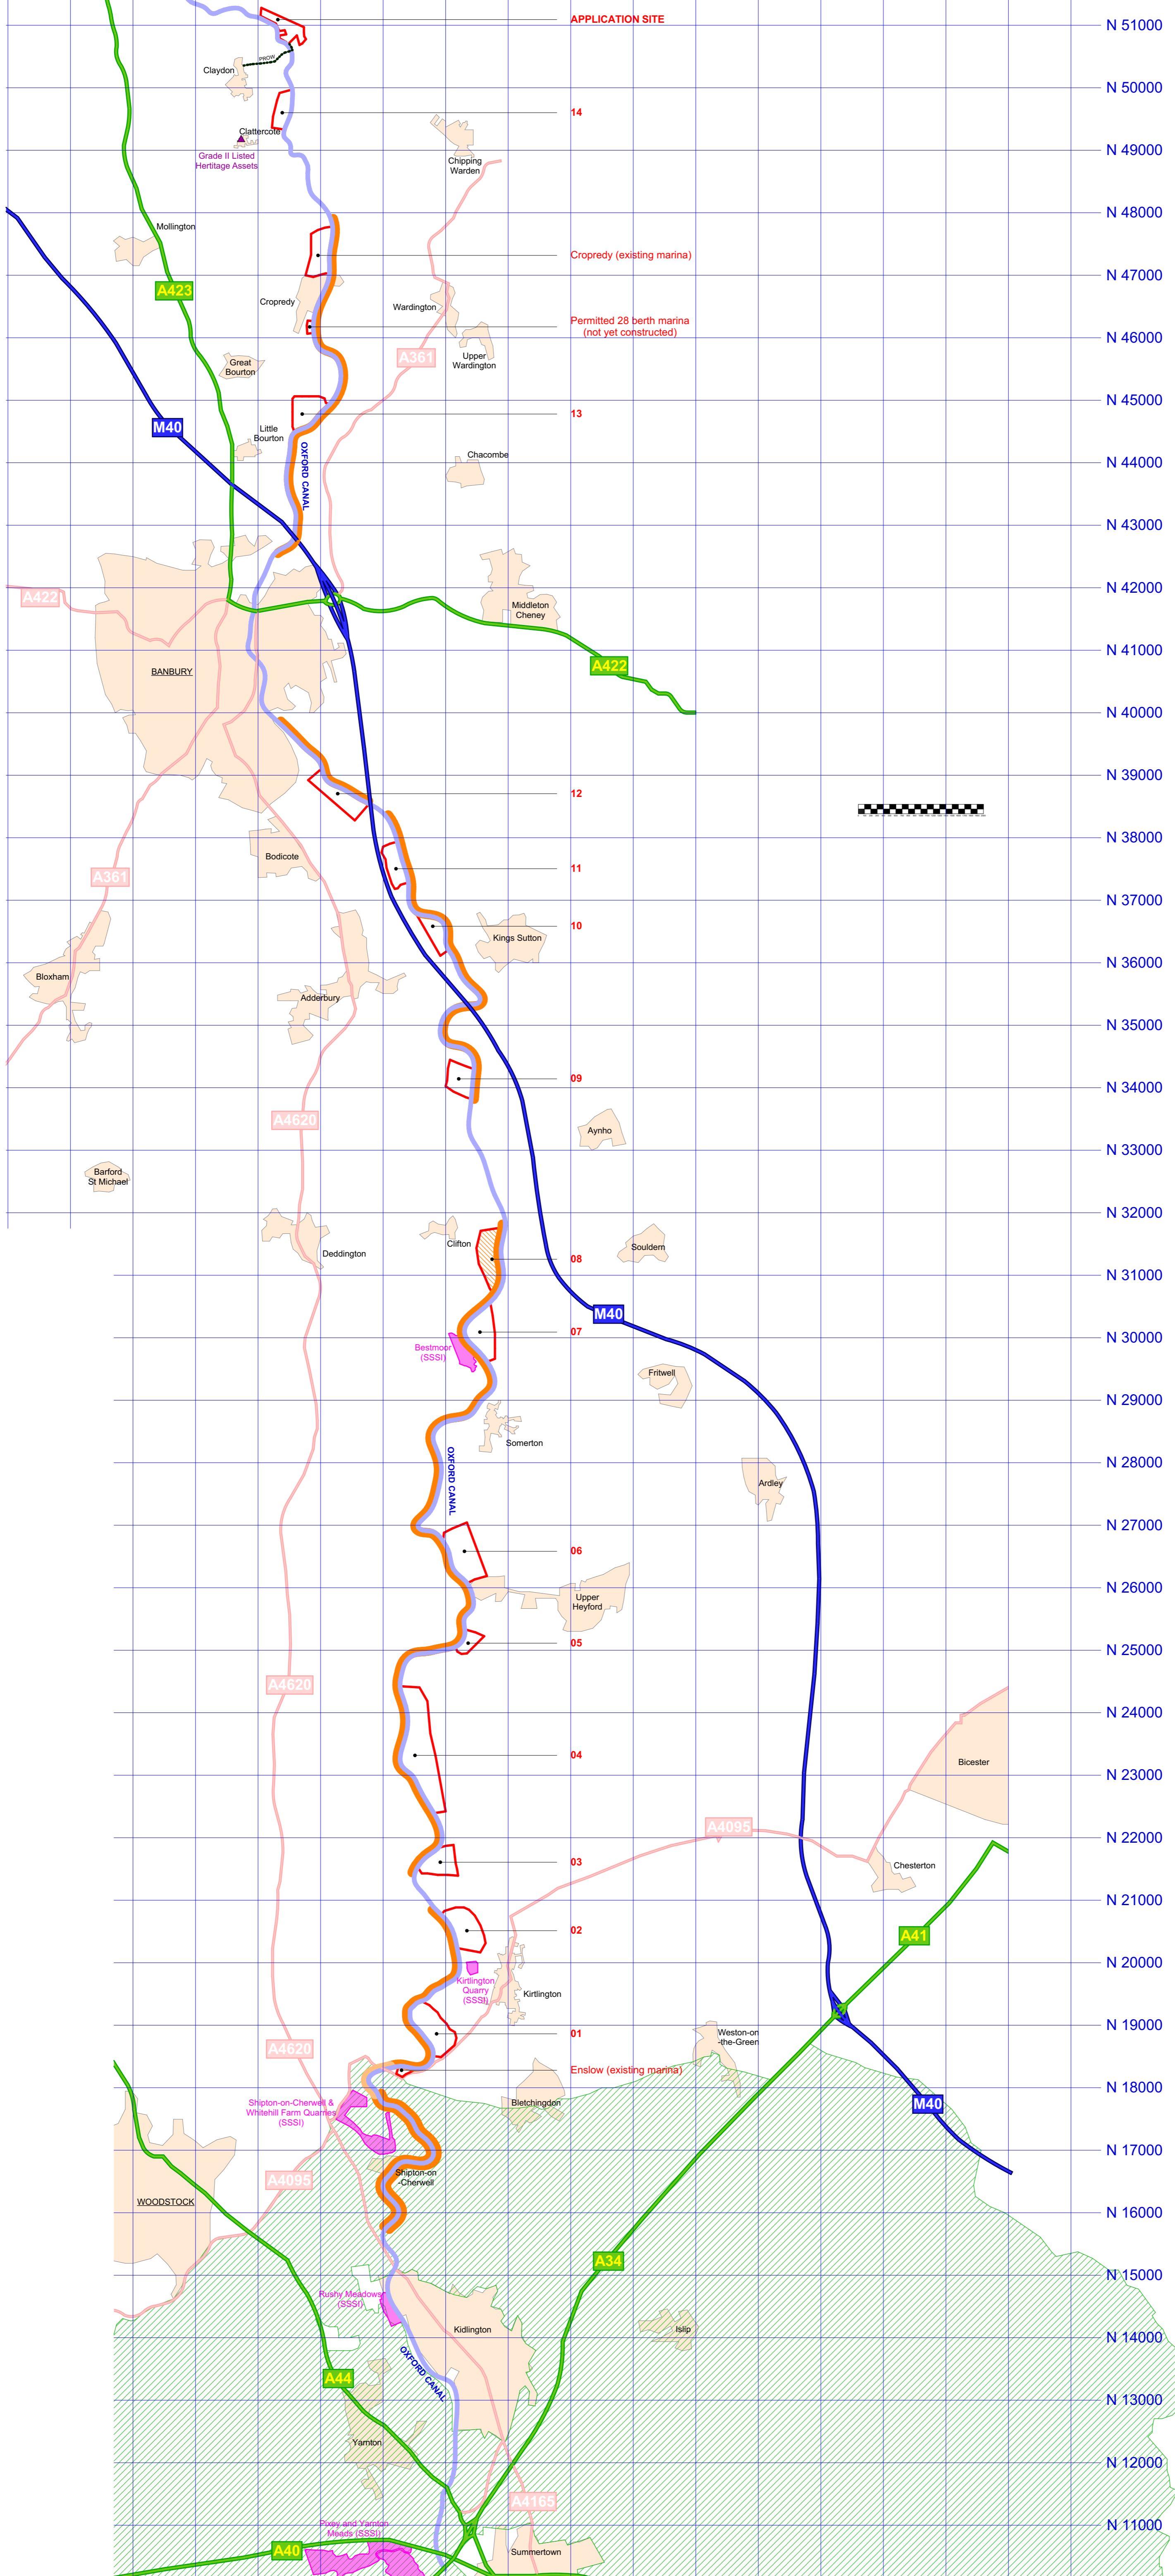 N 51000
APPLICATION SITE
PROW
Claydon
N 50000
14
Clattercote
Grade II Listed
Hertitage Assets
Chipping
Warden
N 49000
N 48000
Mollington
Cropredy (existing marina)
N 47000
A423
Cropredy
Wardington
Permitted 28 berth marina
(not yet constructed)
N 46000
A361
Upper
Wardington
Great
Bourton
N 45000
13
M40
Little
Bourton
OXFORD CANAL
Chacombe
N 44000
N 43000
N 42000
A422
Middleton
Cheney
N 41000
BANBURY
A422
N 40000
N 39000
12
N 38000
Bodicote
11
A361
N 37000
10
Kings Sutton
N 36000
Bloxham
Adderbury
N 35000
09
N 34000
A4620
Aynho
N 33000
Barford
St Michael
N 32000
Clifton
Deddington
Souldern
08
N 31000
M40
07
N 30000
Bestmoor
(SSSI)
Fritwell
N 29000
Somerton
OXFORD CANAL
N 28000
Ardley
N 27000
06
N 26000
Upper
Heyford
05
N 25000
A4620
N 24000
04
Bicester
N 23000
A4095
N 22000
03
Chesterton
N 21000
02
A41
N 20000
Kirtlington
Quarry
(SSSI)
Kirtlington
N 19000
01
Weston-on
-the-Green
A4620
Enslow (existing marina)
N 18000
Shipton-on-Cherwell &
Whitehill Farm Quarries
(SSSI)
Bletchingdon
M40
N 17000
Shipton-on
-Cherwell
A4095
WOODSTOCK
N 16000
A34
N 15000
Rushy Meadows
(SSSI)
Kidlington
Islip
N 14000
OXFORD CANAL
A44
N 13000
Yarnton
N 12000
A4165
N 11000
Pixey and Yarnton
Meads (SSSI)
A40
Summertown